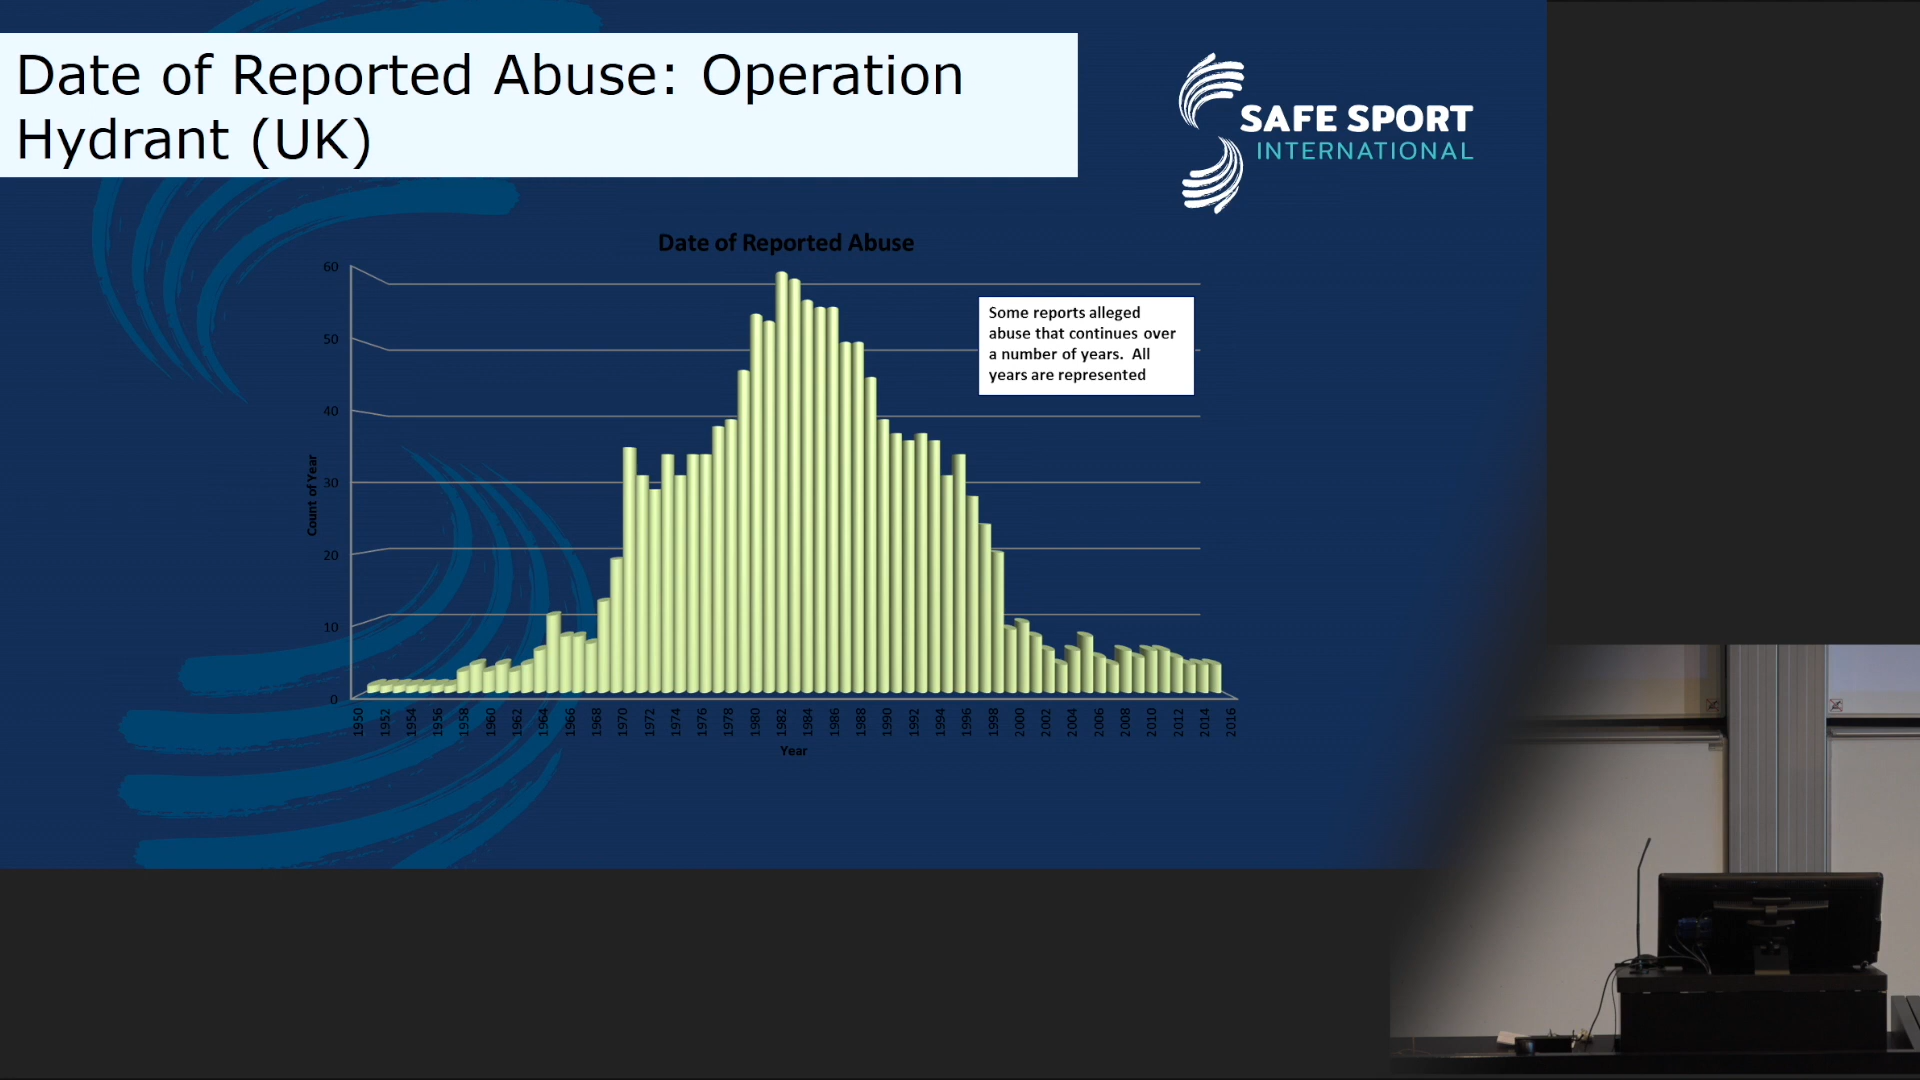 Date of Reported Abuse: Operation
Hydrant (UK)
SAFE SPORT
INTERNATIONAL
Date of Reported Abuse
60
50
40
30
20
10
0
Count of Year
Some reports alleged
abuse that continues over
a number of years. All
years are represented
1950 1952 1954 1956 1958 1960 1962 1964 1966 1968 1970 1972 1974 1976 1978 1980 1982 1984 1986 1988 1990 1992 1994 1996 1998 2000 2002 2004 2006 2008 2010 2012 2014 2016
Year